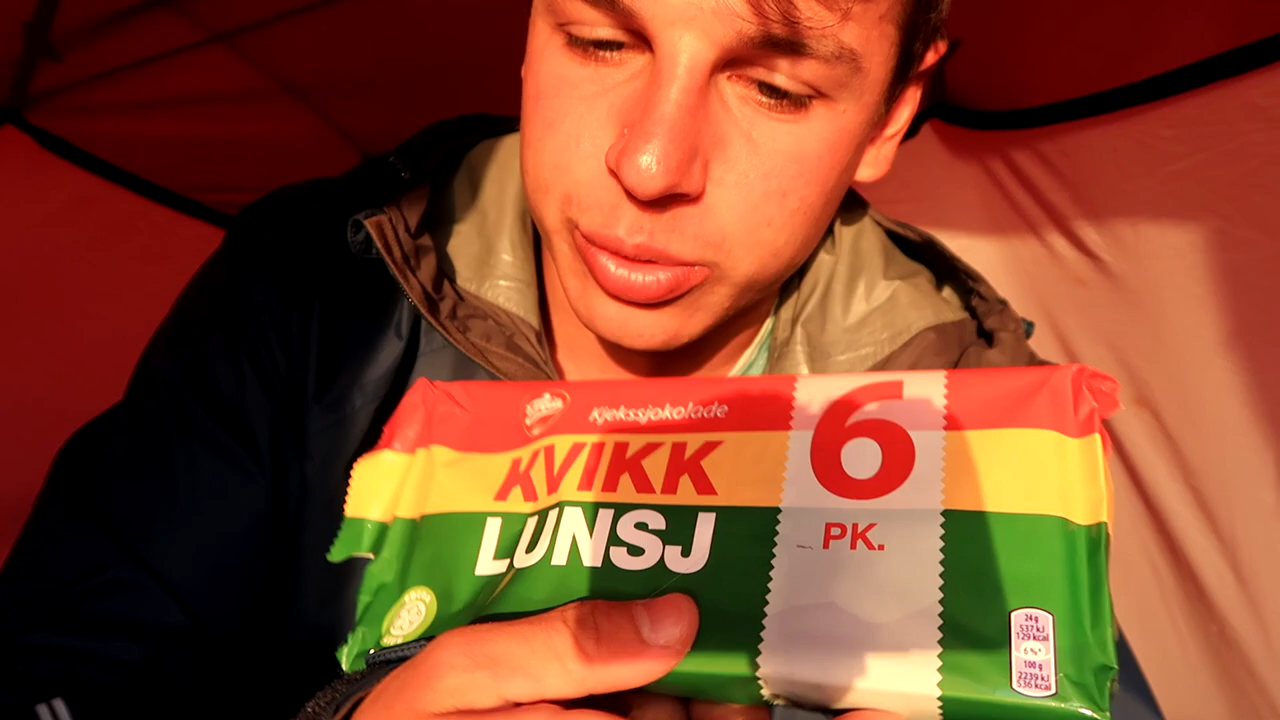 Kjekssjokolade
KVIKK
LUNSJ
6
PK.
24 g
537 kJ
129 kcal
6 %*
100 g
2239 kJ
536 kcal